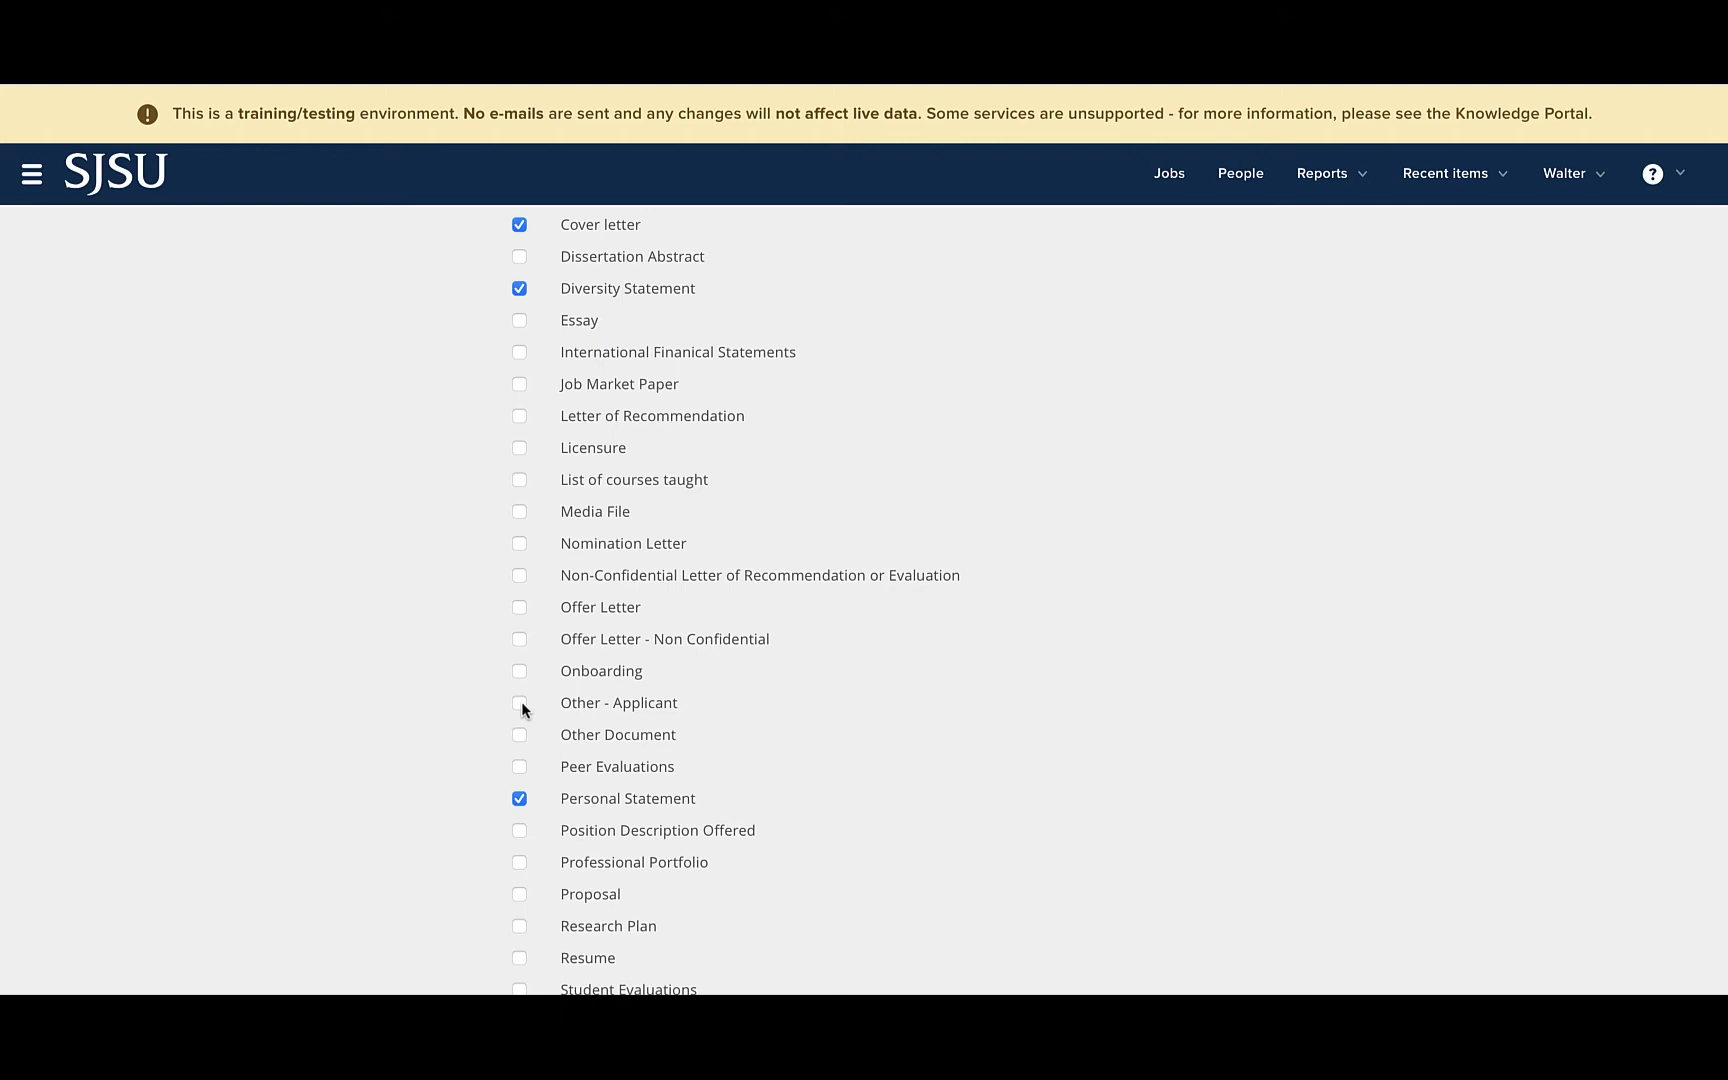 This is a training/testing environment. No e-mails are sent and any changes will not affect live data. Some services are unsupported - for more information, please see the Knowledge Portal.
SJSU Jobs People Reports Recent items Walter ?
Cover letter
Dissertation Abstract
Diversity Statement
Essay
International Finanical Statements
Job Market Paper
Letter of Recommendation
Licensure
List of courses taught
Media File
Nomination Letter
Non-Confidential Letter of Recommendation or Evaluation
Offer Letter
Offer Letter - Non Confidential
Onboarding
Other - Applicant
Other Document
Peer Evaluations
Personal Statement
Position Description Offered
Professional Portfolio
Proposal
Research Plan
Resume
Student Evaluations